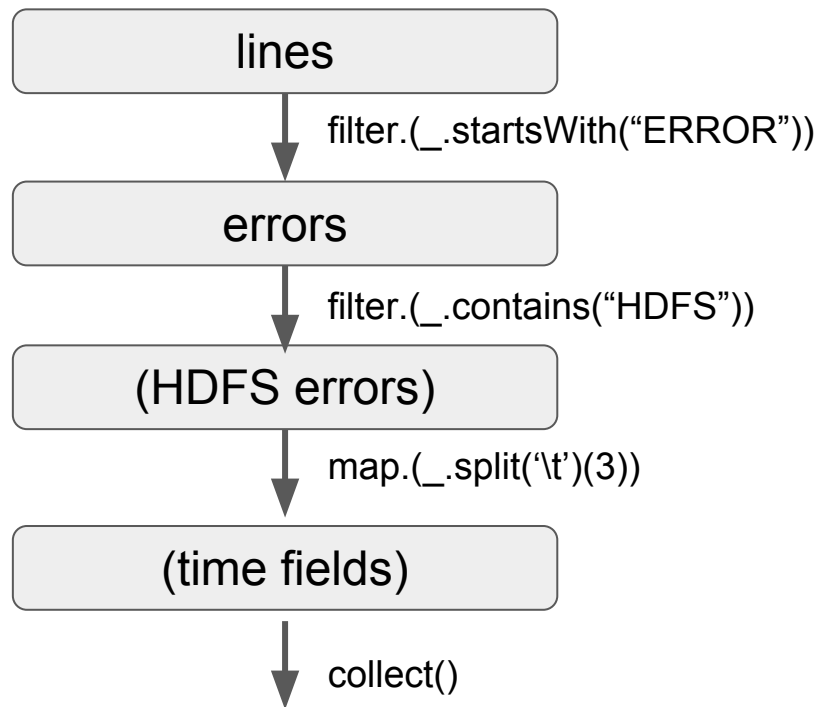 lines
filter.(_.startsWith(“ERROR”))
errors
filter.(_.contains(“HDFS”))
(HDFS errors)
map.(_.split(‘\t’)(3))
(time fields)
collect()